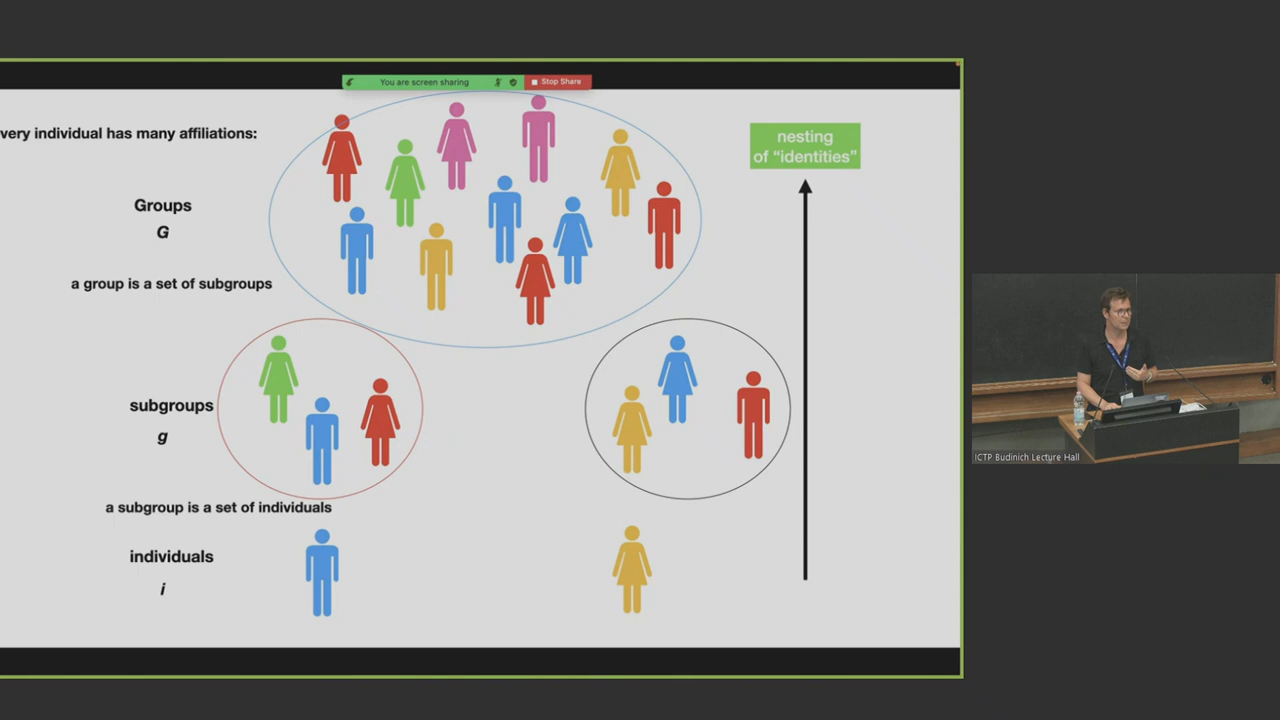 You are screen sharing
Stop Share
very individual has many affiliations:
nesting
of “identities”
Groups
G
a group is a set of subgroups
subgroups
g
a subgroup is a set of individuals
individuals
i
ICTP Budinich Lecture Hall